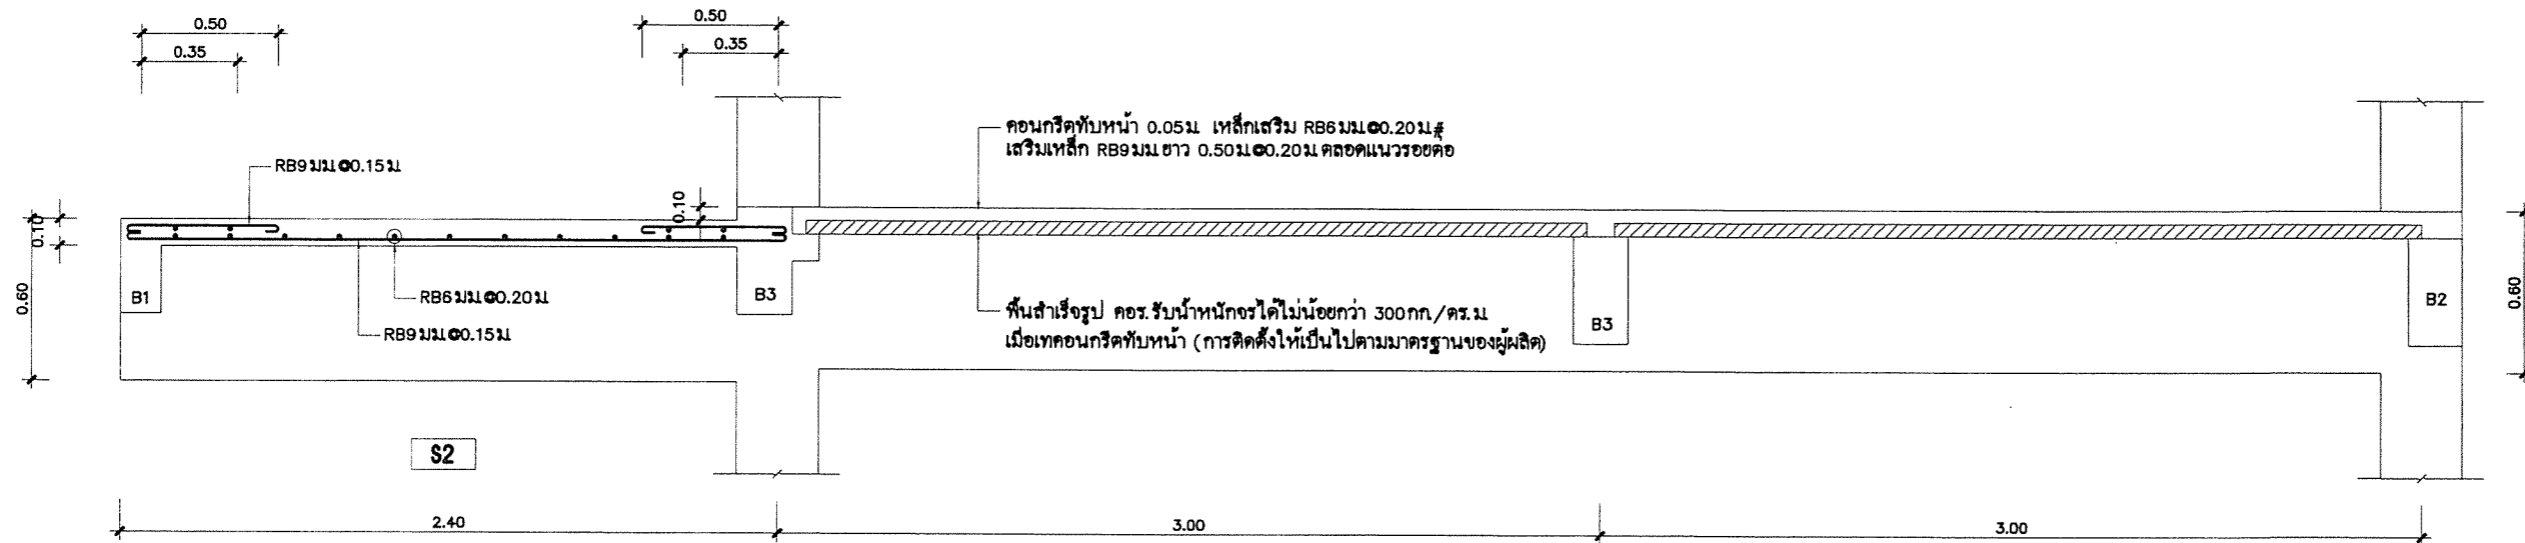 0.50
0.35
0.50
0.35
คอนกรีตทับหน้า 0.05ม. เหล็กเสริม RB6มม.@0.20ม.#
เสริมเหล็ก RB9มม.ยาว 0.50ม.@0.20ม.ตลอดแนวรอยต่อ
RB9มม.@0.15ม.
0.10
0.10
0.60
B1
RB6มม.@0.20ม.
RB9มม.@0.15ม.
B3
พื้นสำเร็จรูป คอร.รับน้ำหนักจรได้ไม่น้อยกว่า 300กก./ตร.ม.
เมื่อเทคอนกรีตทับหน้า (การติดตั้งให้เป็นไปตามมาตรฐานของผู้ผลิต)
B3
B2
0.60
S2
2.40
3.00
3.00